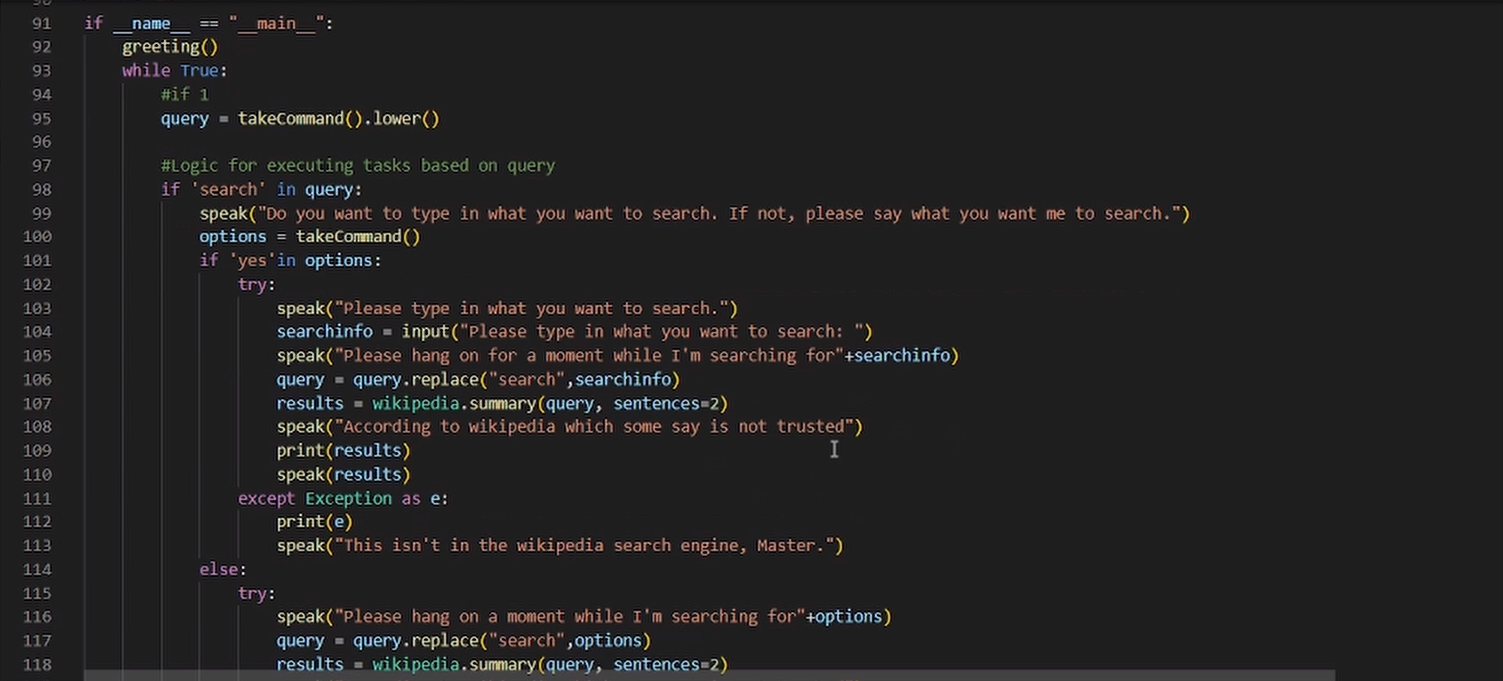 91 if __name__ == "__main__":
92 greeting()
93 while True:
94 #if 1
95 query = takeCommand().lower()
96
97 #Logic for executing tasks based on query
98 if 'search' in query:
99 speak("Do you want to type in what you want to search. If not, please say what you want me to search.")
100 options = takeCommand()
101 if 'yes'in options:
102 try:
103 speak("Please type in what you want to search.")
104 searchinfo = input("Please type in what you want to search: ")
105 speak("Please hang on for a moment while I'm searching for"+searchinfo)
106 query = query.replace("search",searchinfo)
107 results = wikipedia.summary(query, sentences=2)
108 speak("According to wikipedia which some say is not trusted")
109 print(results)
110 speak(results)
111 except Exception as e:
112 print(e)
113 speak("This isn't in the wikipedia search engine, Master.")
114 else:
115 try:
116 speak("Please hang on a moment while I'm searching for"+options)
117 query = query.replace("search",options)
118 results = wikipedia.summary(query, sentences=2)